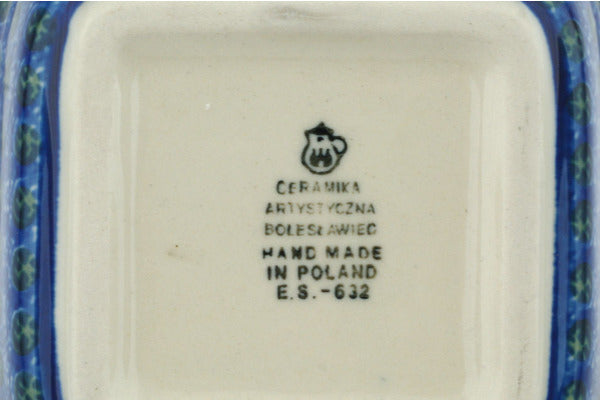 CERAMIKA
ARTYSTYCZNA
BOLESŁAWIEC
HAND MADE
IN POLAND
E.S.-632